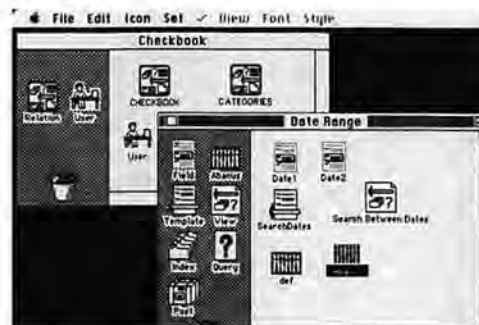 File Edit Icon Set ✓ View Font Style
Checkbook
Relation User
CHECKBOOK CATEGORIES
User
Date Range
Field Abacus
Date1 Date2
Template View
SearchDates
Search Between Dates
Index Query
def